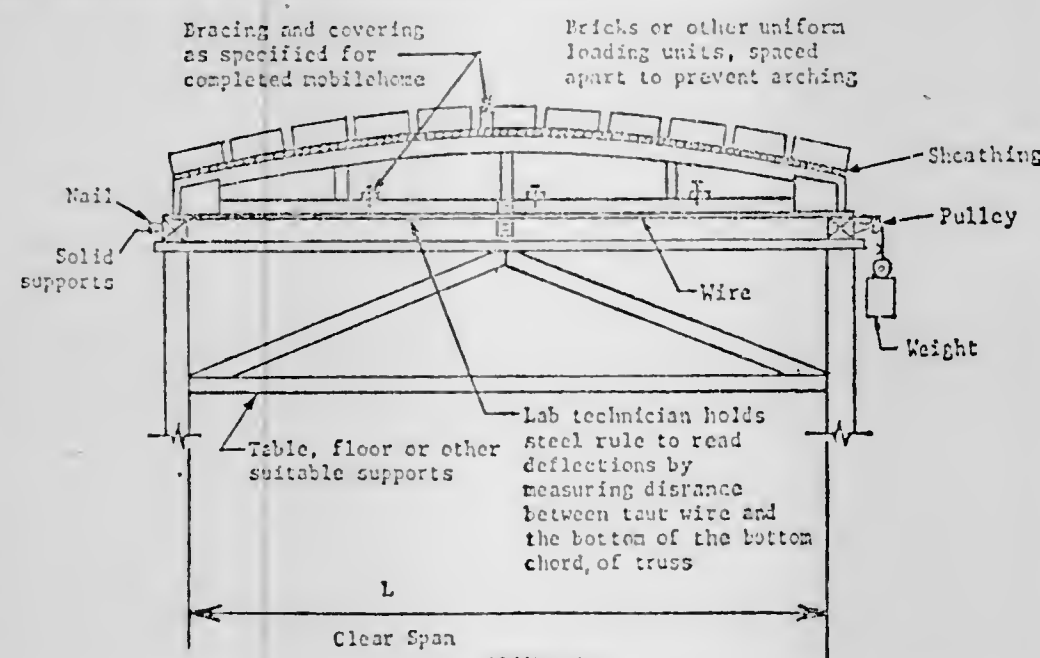 Bracing and covering
as specified for
completed mobilehome
Bricks or other uniform
loading units, spaced
apart to prevent arching
Sheathing
Nail
Pulley
Solid
supports
Wire
Weight
Table, floor or other
suitable supports
Lab technician holds
steel rule to read
deflections by
measuring disrance
between taut wire and
the bottom of the bottom
chord, of truss
L
Clear Span